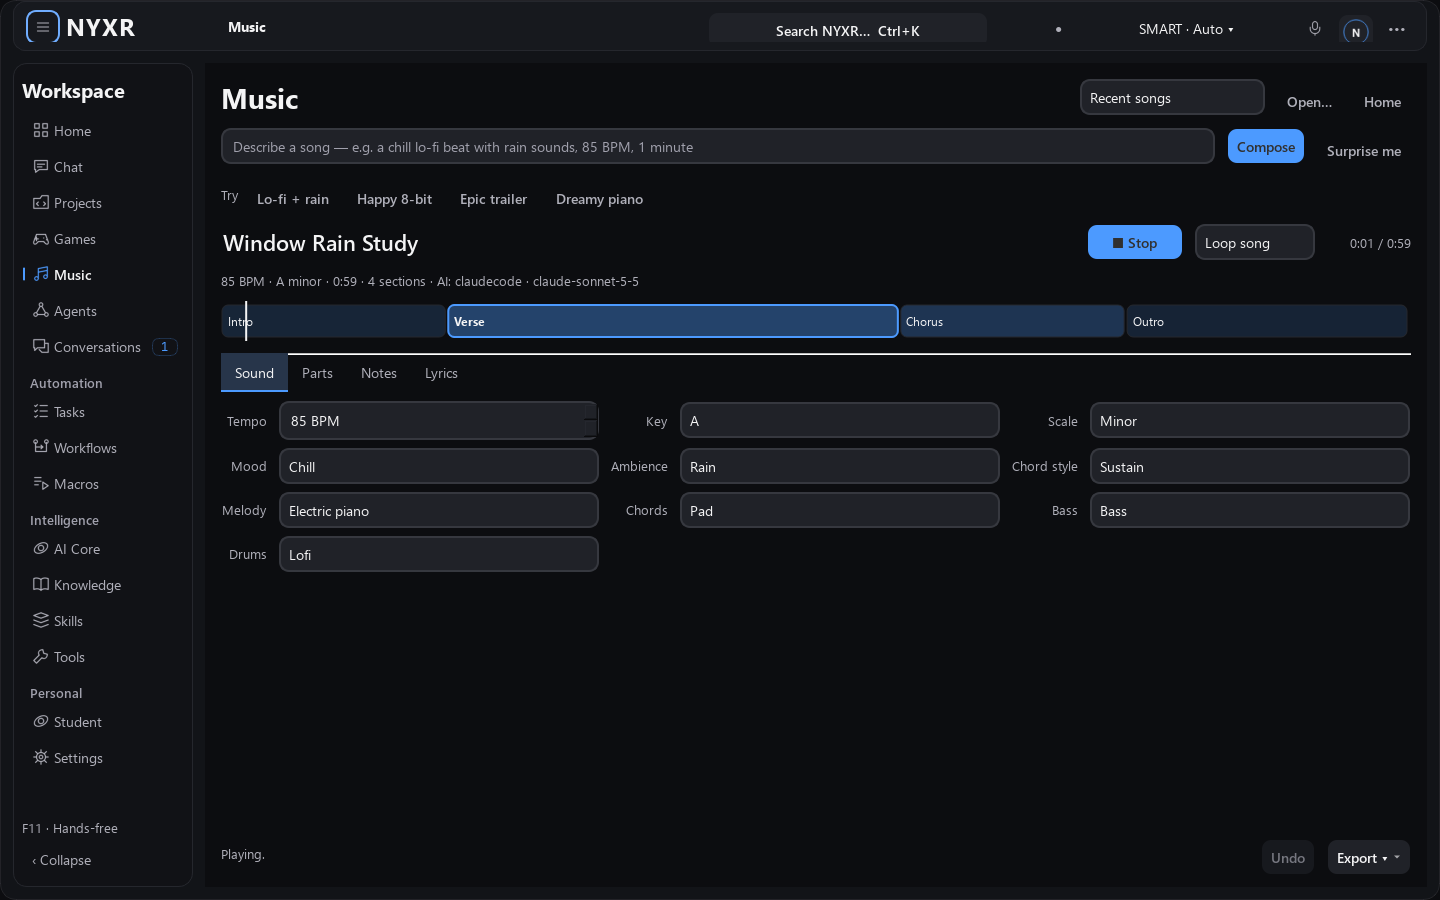 NYXR
Music
Search NYXR... Ctrl+K
SMART · Auto ▾
N
Workspace
Home
Chat
Projects
Games
Music
Agents
Conversations 1
Automation
Tasks
Workflows
Macros
Intelligence
AI Core
Knowledge
Skills
Tools
Personal
Student
Settings
F11 · Hands-free
‹ Collapse
Music
Recent songs
Open...
Home
Describe a song — e.g. a chill lo-fi beat with rain sounds, 85 BPM, 1 minute
Compose
Surprise me
Try
Lo-fi + rain
Happy 8-bit
Epic trailer
Dreamy piano
Window Rain Study
Stop
Loop song
0:01 / 0:59
85 BPM · A minor · 0:59 · 4 sections · AI: claudecode · claude-sonnet-5-5
Intro
Verse
Chorus
Outro
Sound
Parts
Notes
Lyrics
Tempo 85 BPM
Key A
Scale Minor
Mood Chill
Ambience Rain
Chord style Sustain
Melody Electric piano
Chords Pad
Bass Bass
Drums Lofi
Playing.
Undo
Export ▾